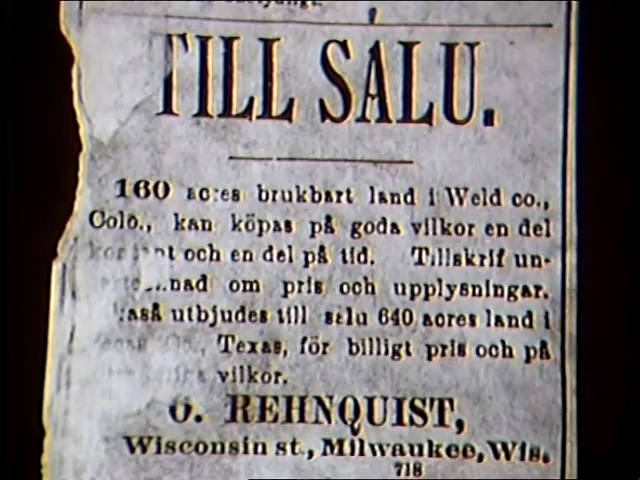 TILL SALU.
160 acres brukbart land i Weld co.,
Colo., kan köpas på goda vilkor en del
och en del på tid. Tillskrif un-
om pris och upplysningar.
utbjudes till salu 640 acres land i
Texas, för billigt pris och på
vilkor.
O. REHNQUIST,
Wisconsin st., Milwaukee, Wis.
718